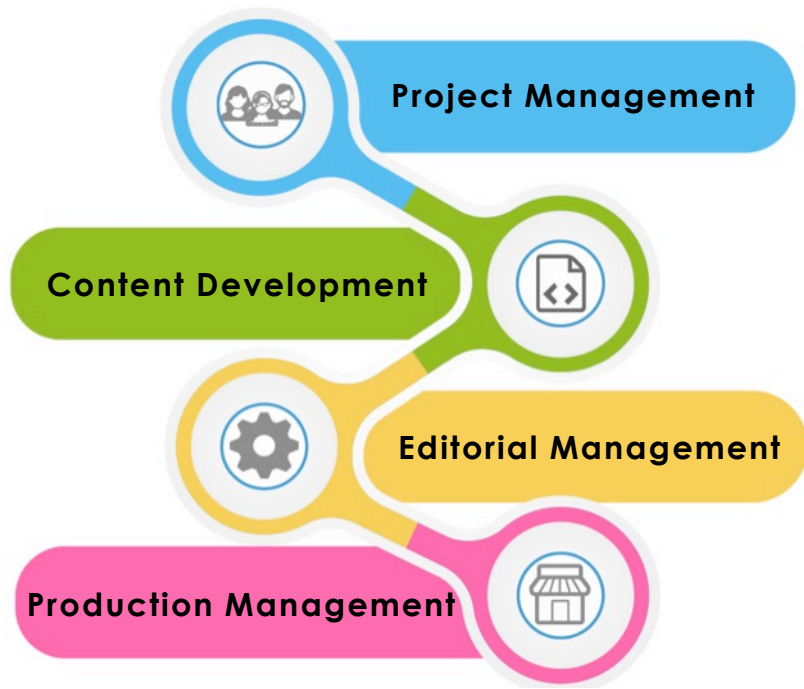 Project Management
Content Development
Editorial Management
Production Management